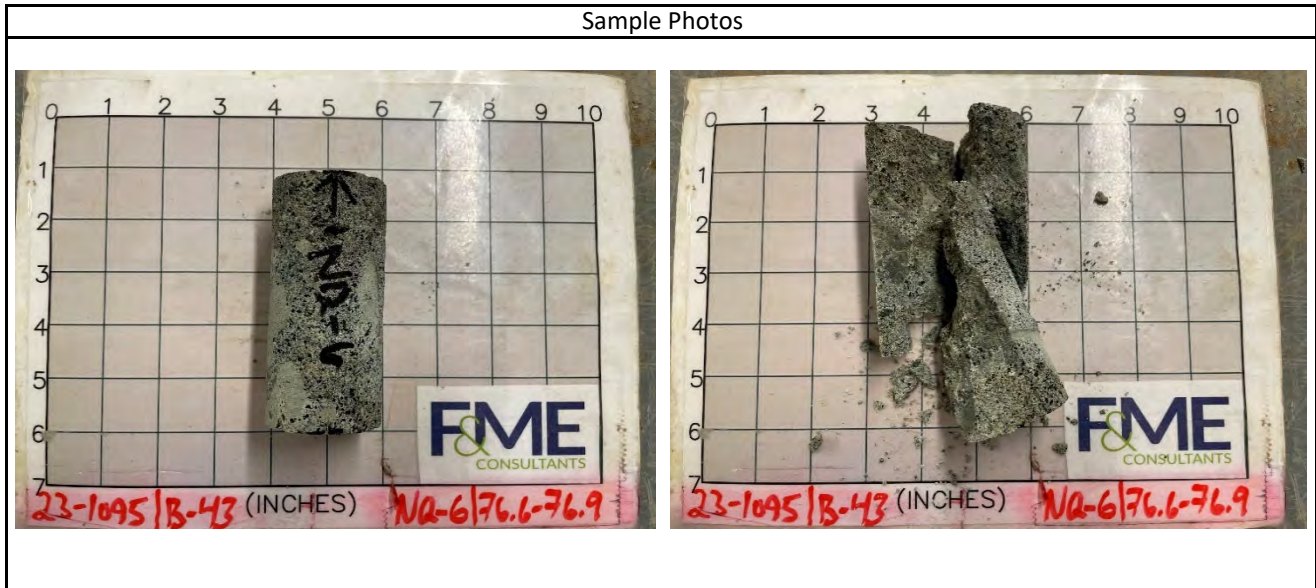 Sample Photos
0 1 2 3 4 5 6 7 8 9 10
1
2
3
4
5
6
7
F&ME
CONSULTANTS
23-1095 | B-43 (INCHES) NQ-6 | 76.6-76.9
0 1 2 3 4 6 7 8 9 10
1
2
3
4
5
6
7
F&ME
CONSULTANTS
23-1095 | B-43 (INCHES) NQ-6 | 76.6-76.9